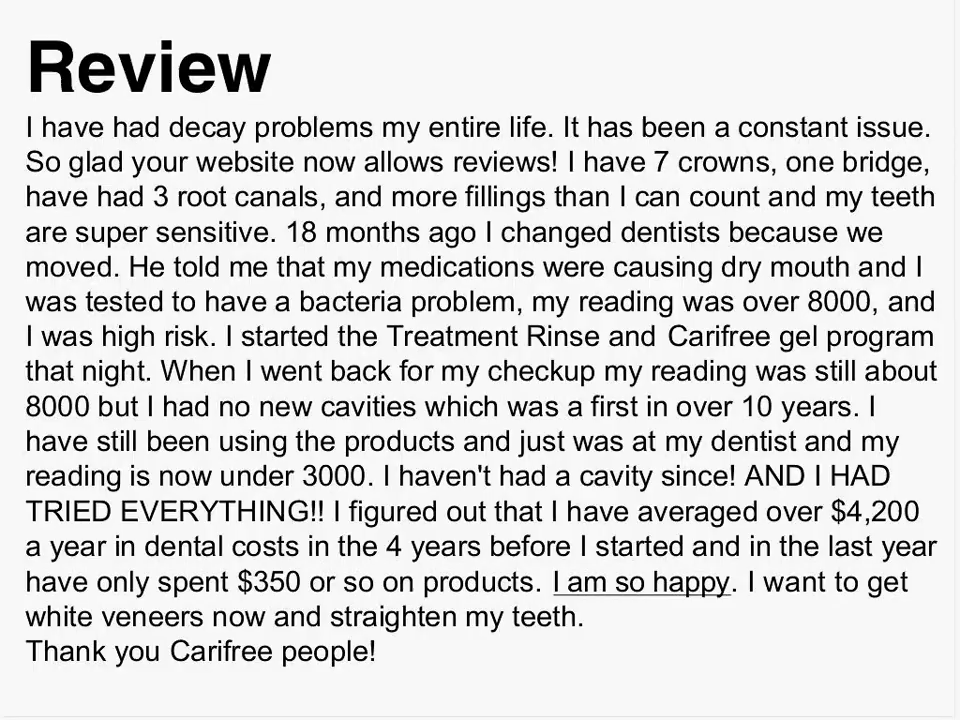 Review
I have had decay problems my entire life. It has been a constant issue.
So glad your website now allows reviews! I have 7 crowns, one bridge,
have had 3 root canals, and more fillings than I can count and my teeth
are super sensitive. 18 months ago I changed dentists because we
moved. He told me that my medications were causing dry mouth and I
was tested to have a bacteria problem, my reading was over 8000, and
I was high risk. I started the Treatment Rinse and Carifree gel program
that night. When I went back for my checkup my reading was still about
8000 but I had no new cavities which was a first in over 10 years. I
have still been using the products and just was at my dentist and my
reading is now under 3000. I haven't had a cavity since! AND I HAD
TRIED EVERYTHING!! I figured out that I have averaged over $4,200
a year in dental costs in the 4 years before I started and in the last year
have only spent $350 or so on products. I am so happy. I want to get
white veneers now and straighten my teeth.
Thank you Carifree people!